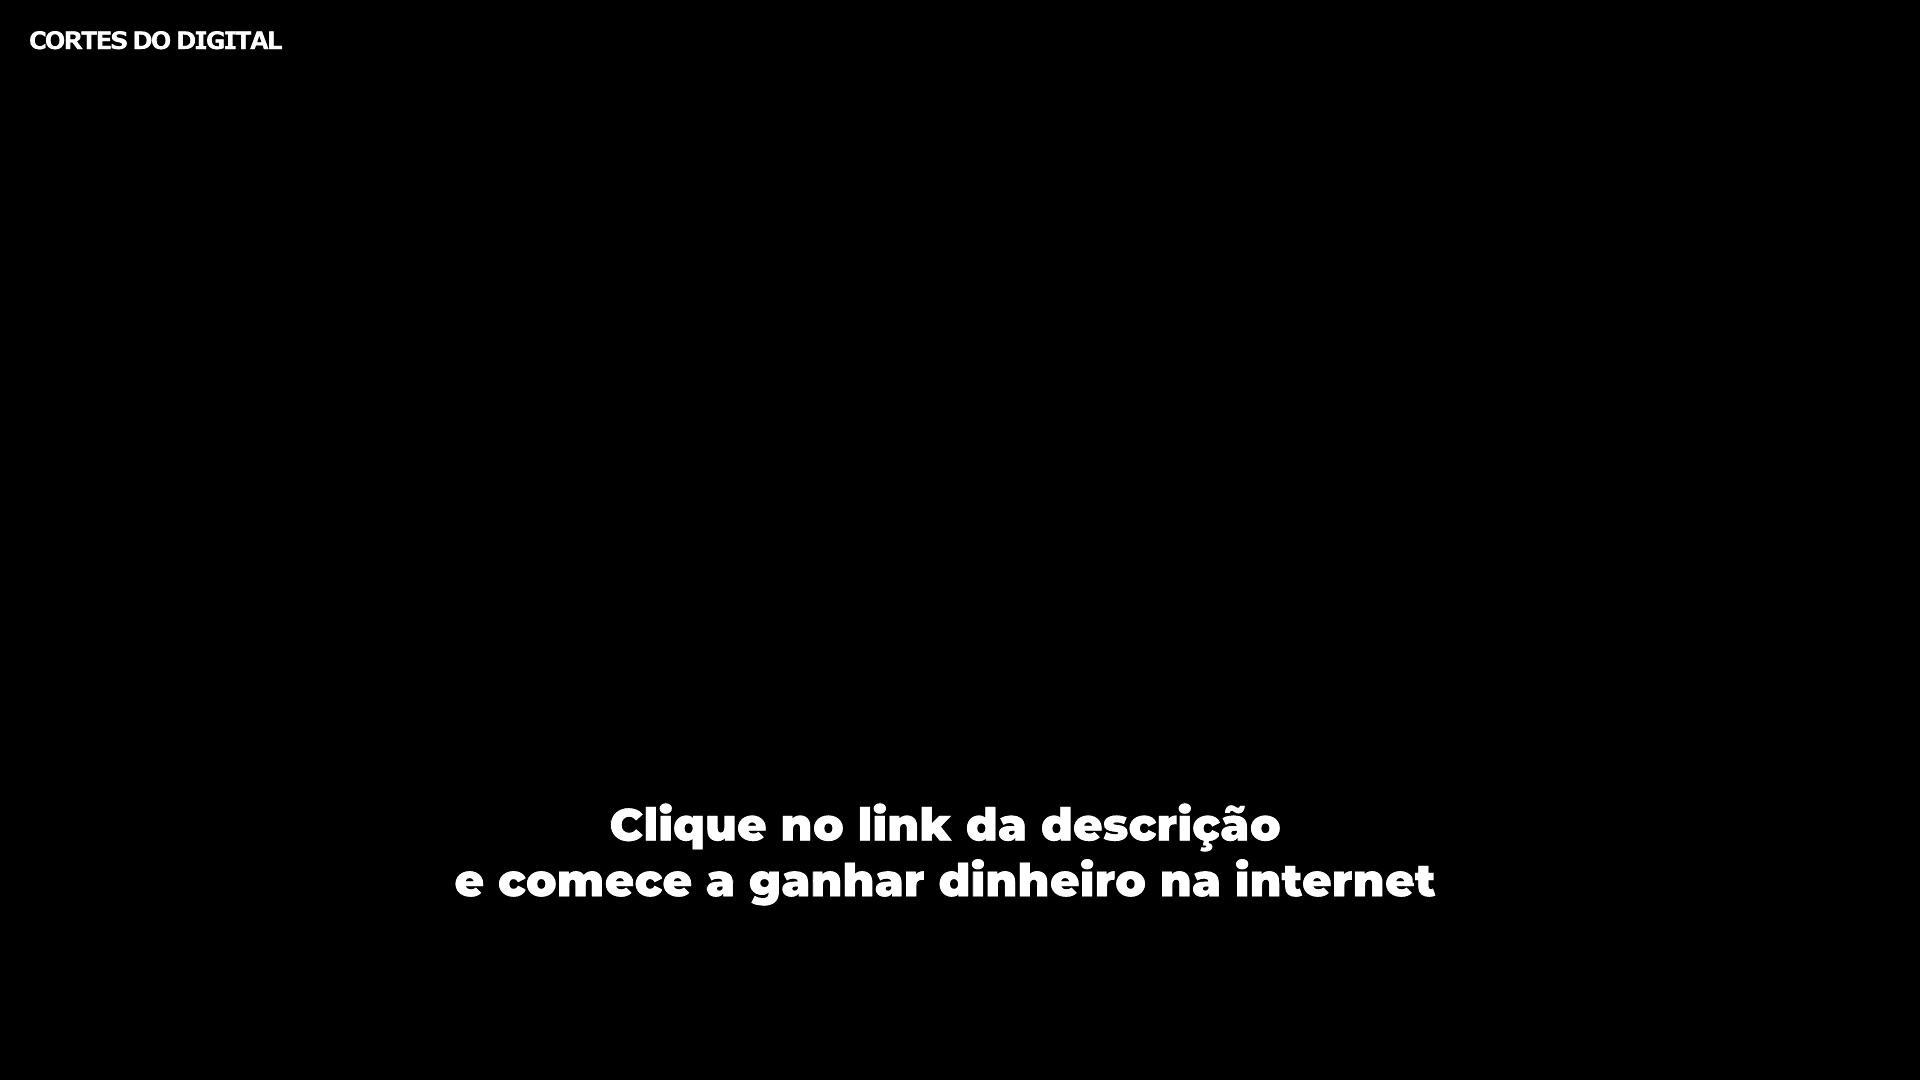 CORTES DO DIGITAL
Clique no link da descrição
e comece a ganhar dinheiro na internet